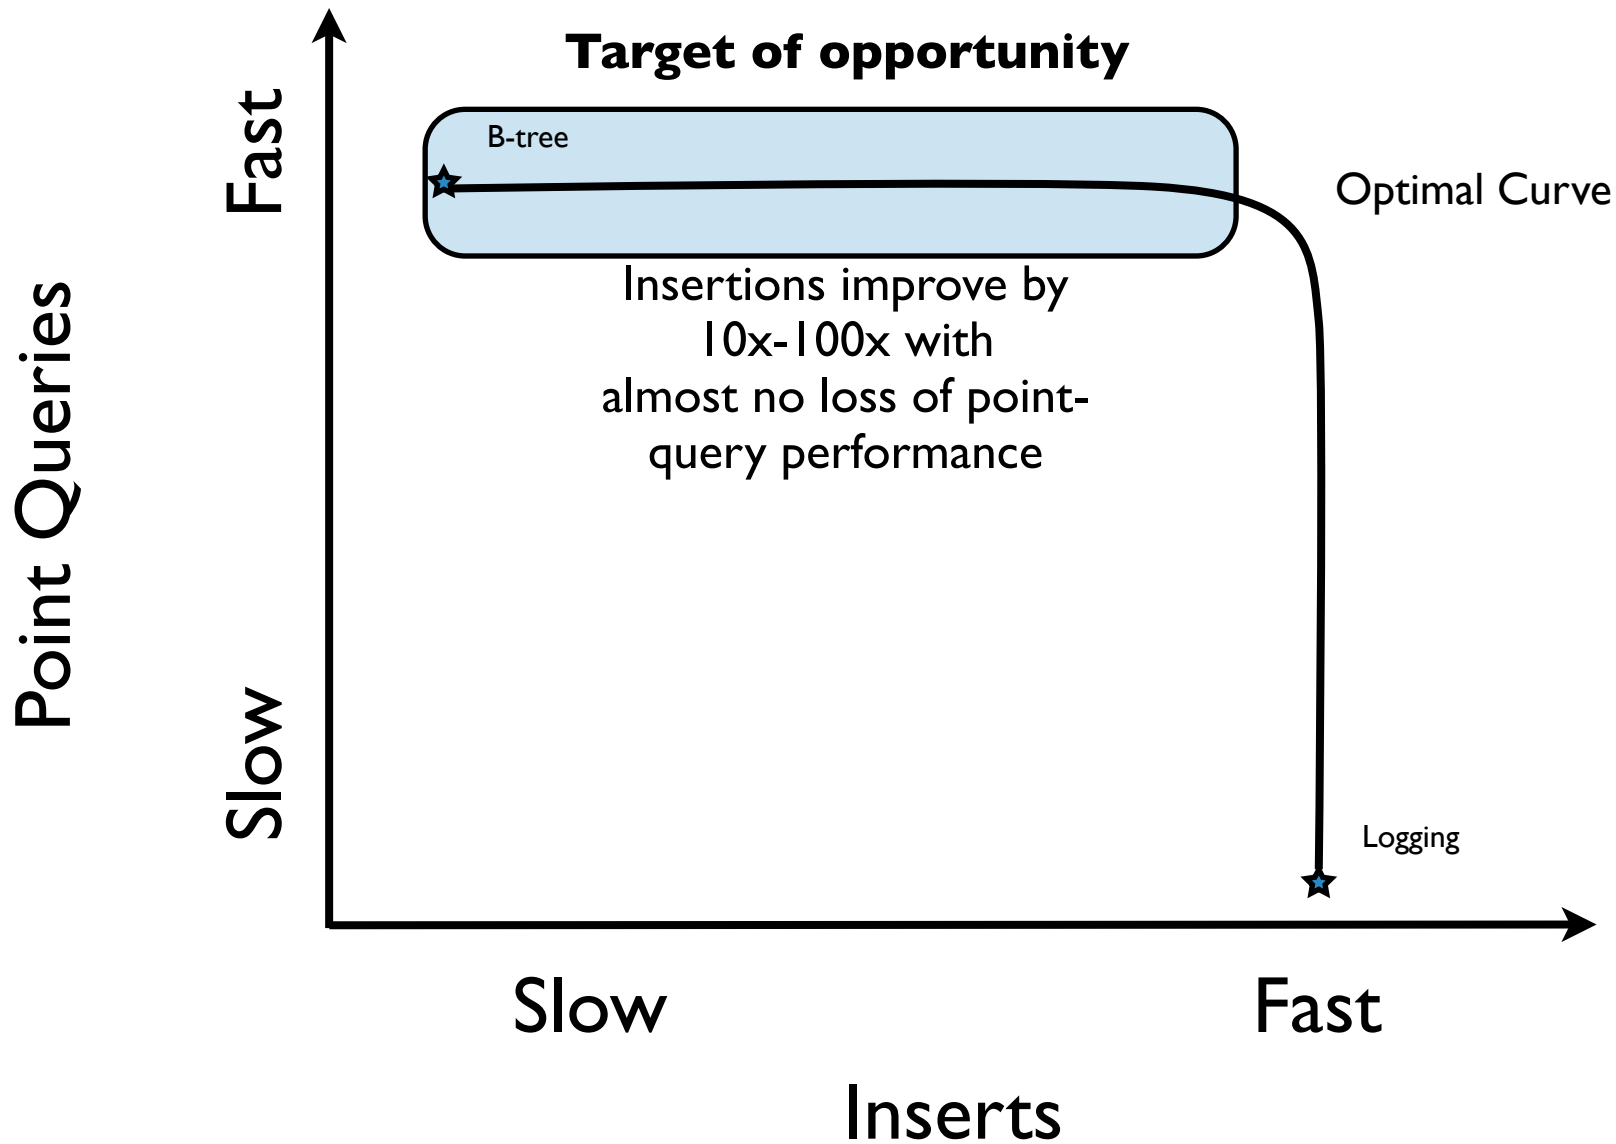 Target of opportunity
B-tree
Optimal Curve
Insertions improve by
10x-100x with
almost no loss of point-
query performance
Point Queries
Fast
Slow
Logging
Slow
Fast
Inserts